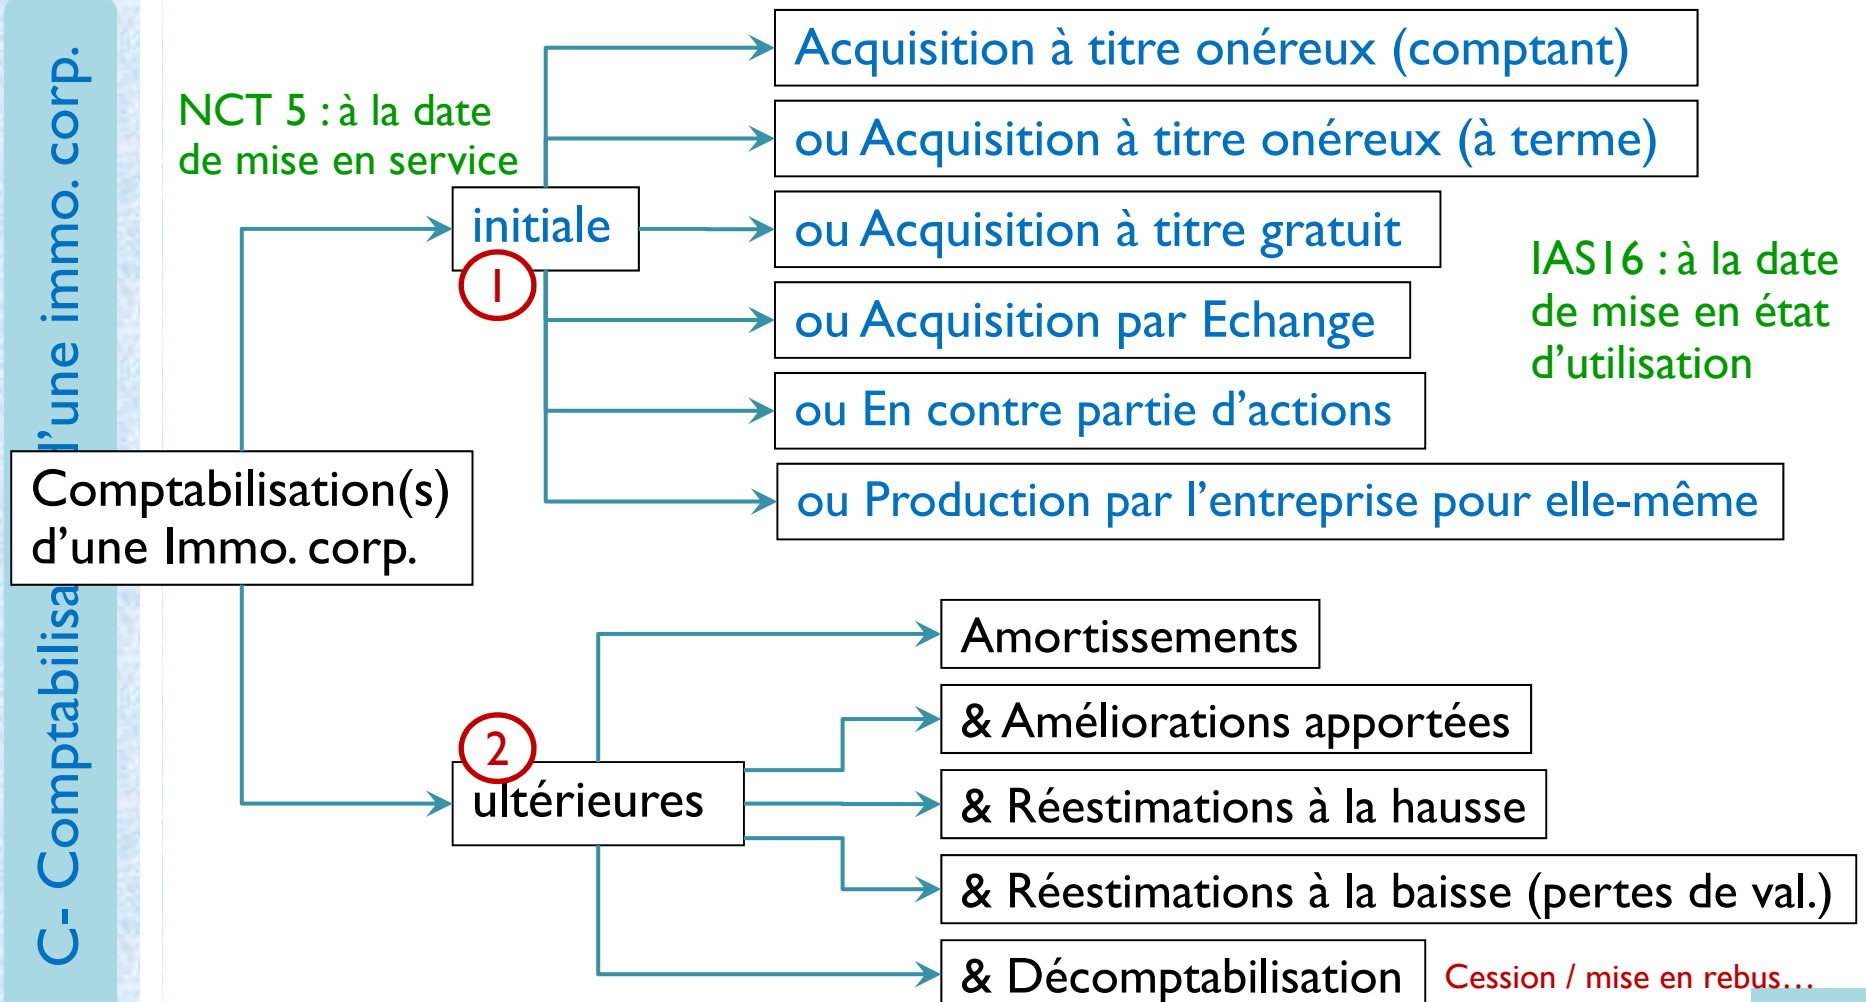 C- Comptabilisa d'une immo. corp.
NCT 5 : à la date
de mise en service
Comptabilisation(s)
d'une Immo. corp.
initiale
1
Acquisition à titre onéreux (comptant)
ou Acquisition à titre onéreux (à terme)
ou Acquisition à titre gratuit
ou Acquisition par Echange
ou En contre partie d'actions
ou Production par l'entreprise pour elle-même
IAS16 : à la date
de mise en état
d'utilisation
2
ultérieures
Amortissements
& Améliorations apportées
& Réestimations à la hausse
& Réestimations à la baisse (pertes de val.)
& Décomptabilisation
Cession / mise en rebus...